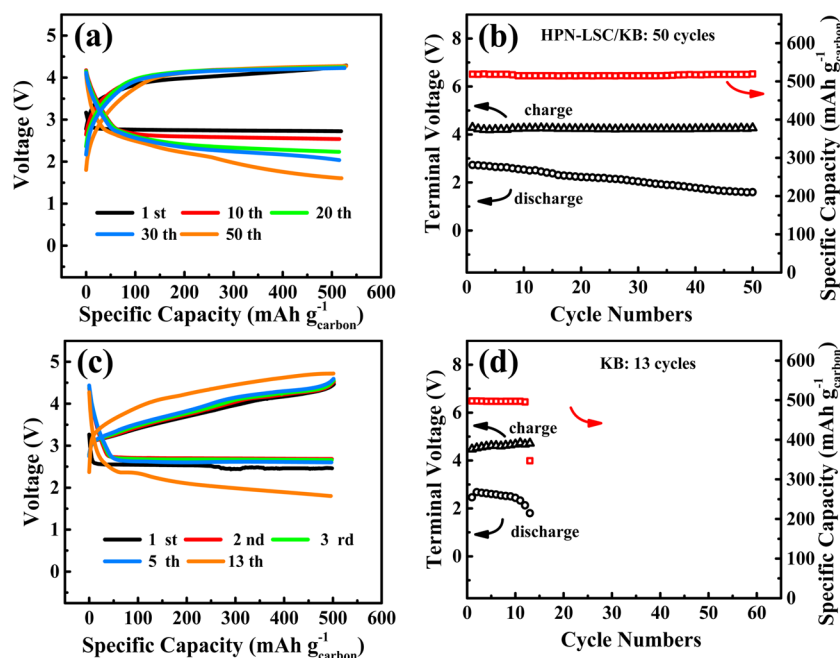 (a)
Voltage (V)
5
4
3
2
1
0
1 st 10 th 20 th
30 th 50 th
0 100 200 300 400 500 600
Specific Capacity (mAh g⁻¹carbon)
(b)
HPN-LSC/KB: 50 cycles
Terminal Voltage (V)
8
6
4
2
0
charge
discharge
600
500
400
300
200
100
0
Specific Capacity (mAh g⁻¹carbon)
0 10 20 30 40 50 60
Cycle Numbers
(c)
Voltage (V)
5
4
3
2
1
0
1 st 2 nd 3 rd
5 th 13 th
0 100 200 300 400 500 600
Specific Capacity (mAh g⁻¹carbon)
(d)
KB: 13 cycles
Terminal Voltage (V)
8
6
4
2
0
charge
discharge
600
500
400
300
200
100
0
Specific Capacity (mAh g⁻¹carbon)
0 10 20 30 40 50 60
Cycle Numbers